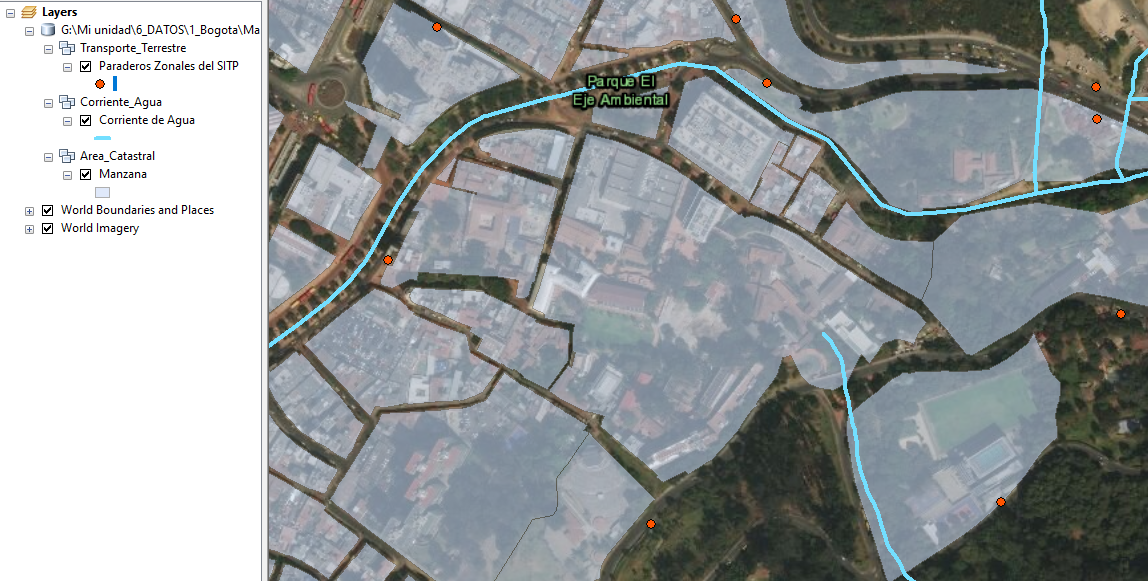 Layers
G:\Mi unidad\6_DATOS\1_Bogota\Ma
Transporte_Terrestre
Paraderos Zonales del SITP
Corriente_Agua
Corriente de Agua
Area_Catastral
Manzana
World Boundaries and Places
World Imagery
Parque El
Eje Ambiental